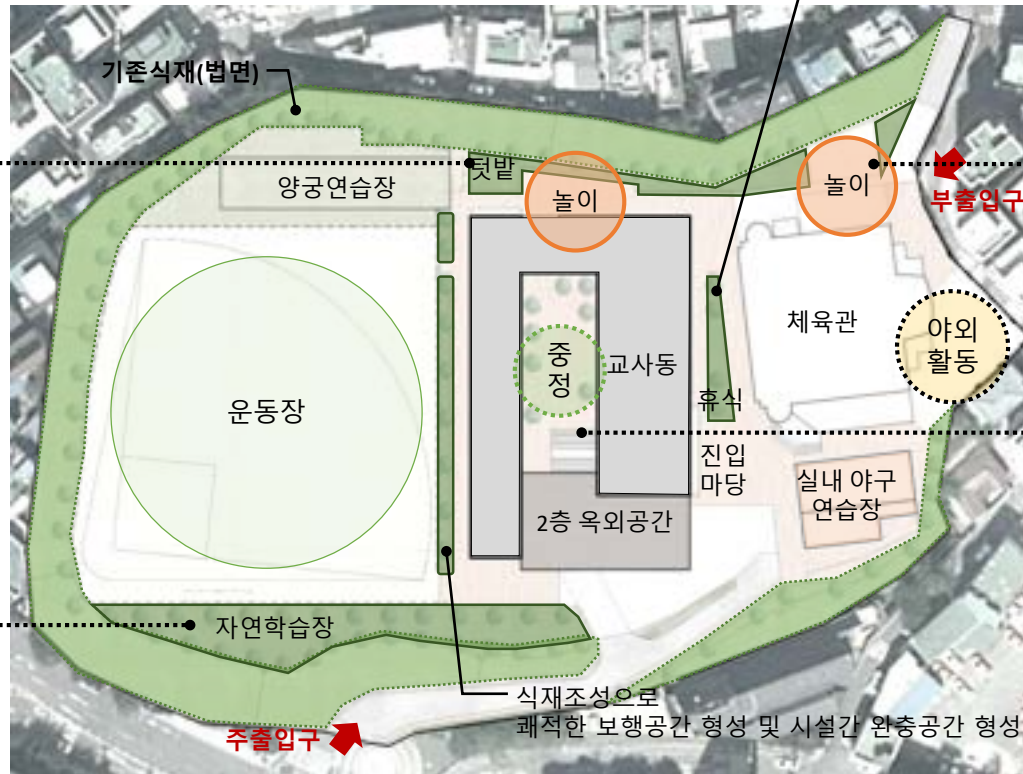 기존식재(법면)
텃밭
양궁연습장
놀이
놀이
부출입구
체육관
야외
활동
중
정
교사동
운동장
휴식
진입
마당
실내 야구
연습장
2층 옥외공간
자연학습장
식재조성으로
쾌적한 보행공간 형성 및 시설간 완충공간 형성
주출입구